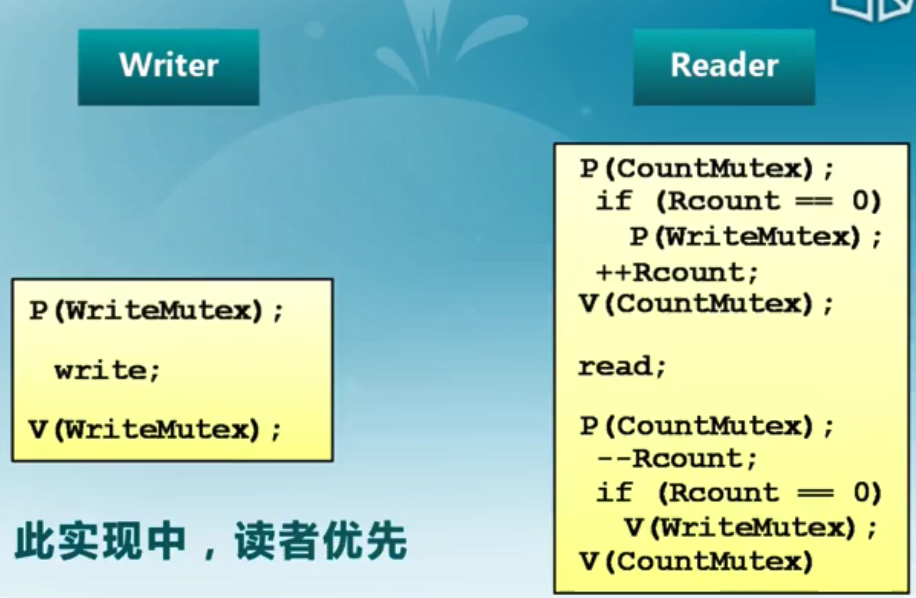 Writer
P(WriteMutex);
write;
V(WriteMutex);
此实现中，读者优先
Reader
P(CountMutex);
if (Rcount == 0)
P(WriteMutex);
++Rcount;
V(CountMutex);
read;
P(CountMutex);
--Rcount;
if (Rcount == 0)
V(WriteMutex);
V(CountMutex)